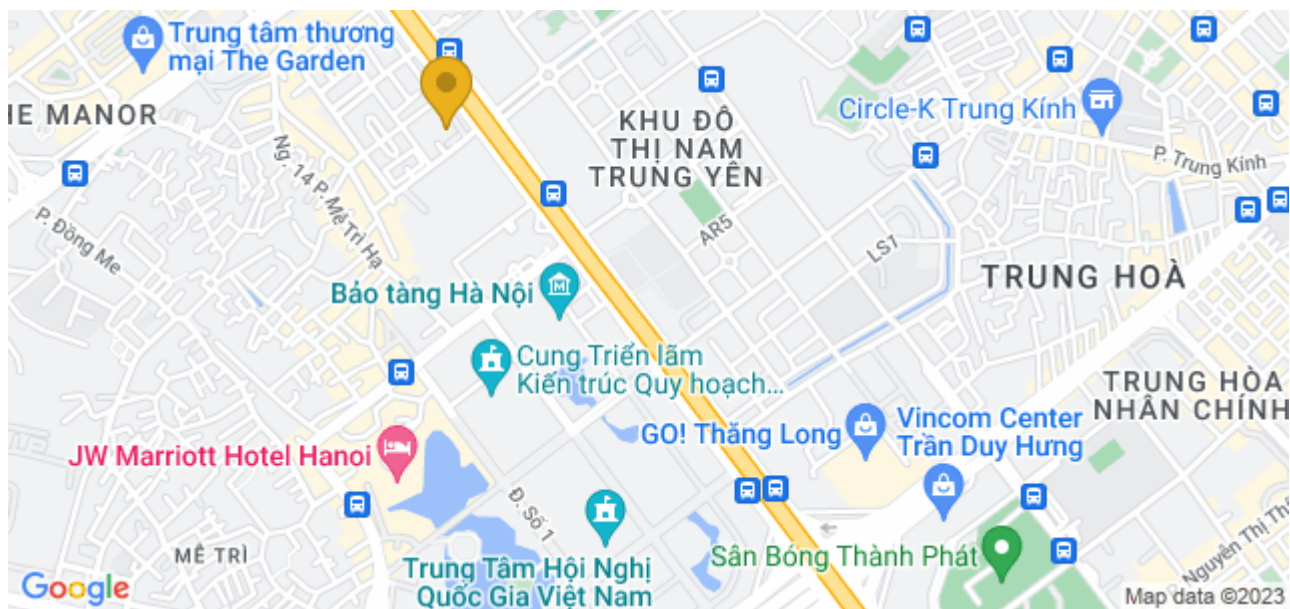 Trung tâm thương
mại The Garden
HE MANOR
Circle-K Trung Kính
KHU ĐÔ
THỊ NAM
TRUNG YÊN
P. Trung Kính
Ng. 14 P. Mễ Trì Hạ
P. Đồng Me
AR5
LS1
TRUNG HOÀ
Bảo tàng Hà Nội
Cung Triển lãm
Kiến trúc Quy hoạch...
TRUNG HÒA
NHÂN CHÍNH
Vincom Center
Trần Duy Hưng
GO! Thăng Long
JW Marriott Hotel Hanoi
Đ. Số 1
MỄ TRÌ
Trung Tâm Hội Nghị
Quốc Gia Việt Nam
Sân Bóng Thành Phát
Nguyễn Thị Th
Google
Map data ©2023